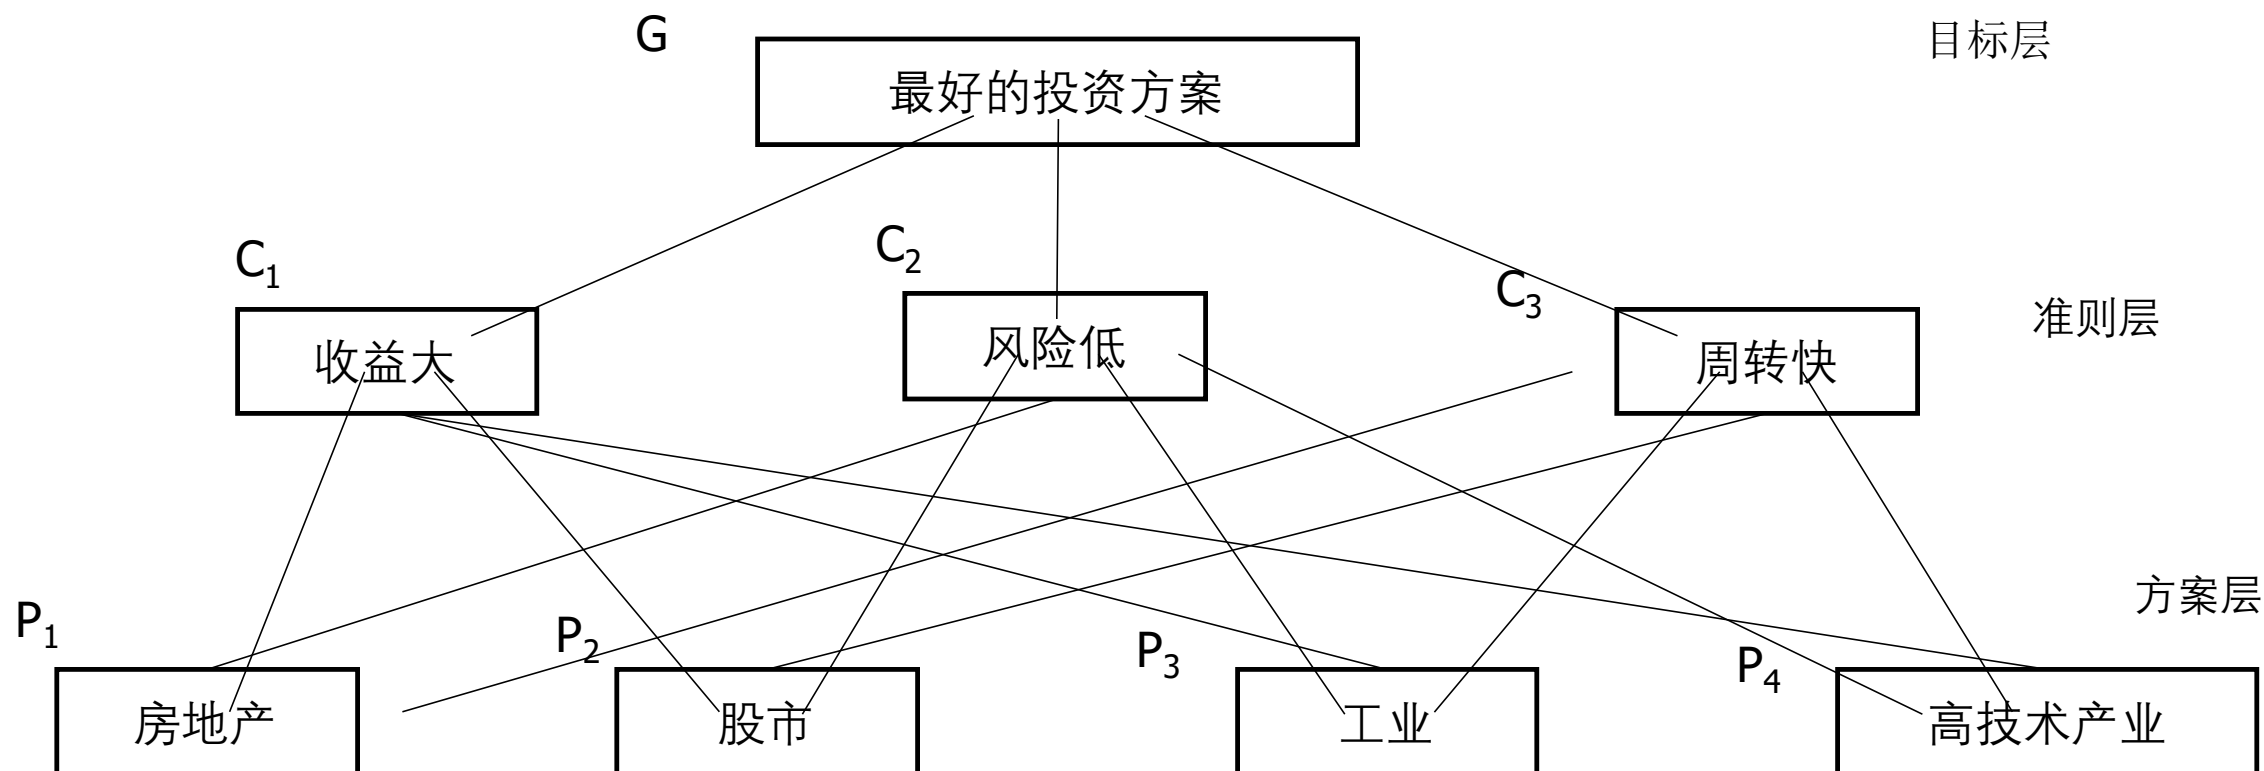 G
目标层
最好的投资方案
C₁
C₂
C₃
准则层
收益大
风险低
周转快
方案层
P₁
P₂
P₃
P₄
房地产
股市
工业
高技术产业